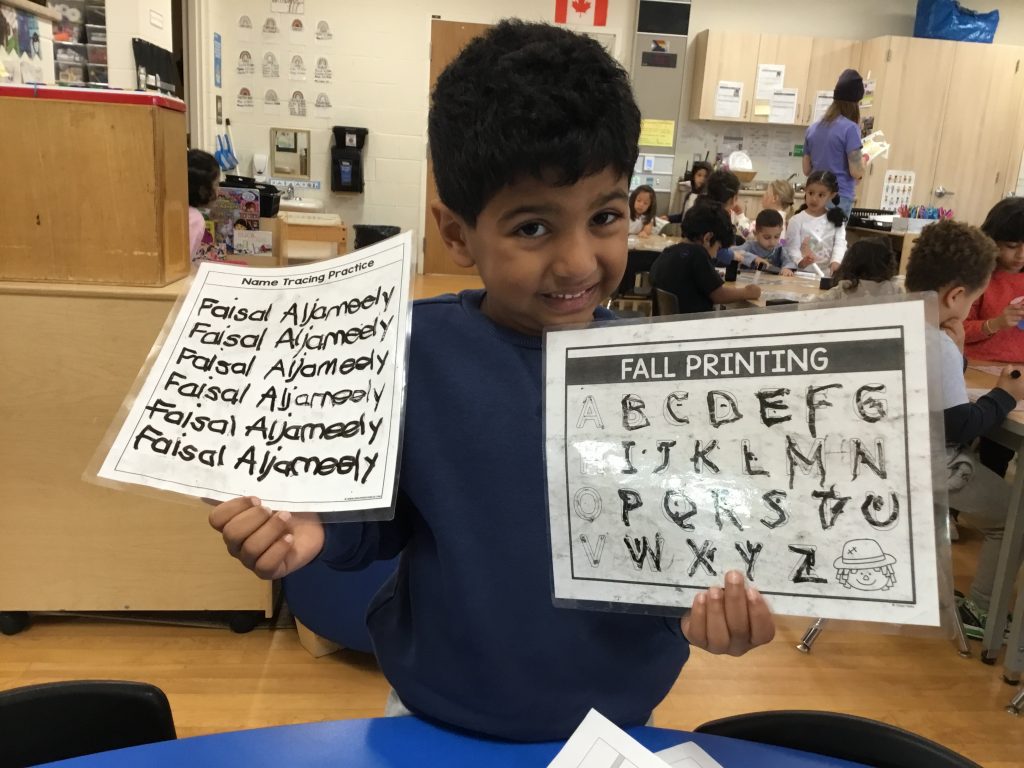 Name Tracing Practice
Faisal Aljameely
Faisal Aljameely
Faisal Aljameely
Faisal Aljameely
Faisal Aljameely
Faisal Aljameely
FALL PRINTING
A B C D E F G
H I J K L M N
O P Q R S T U
V W X Y Z